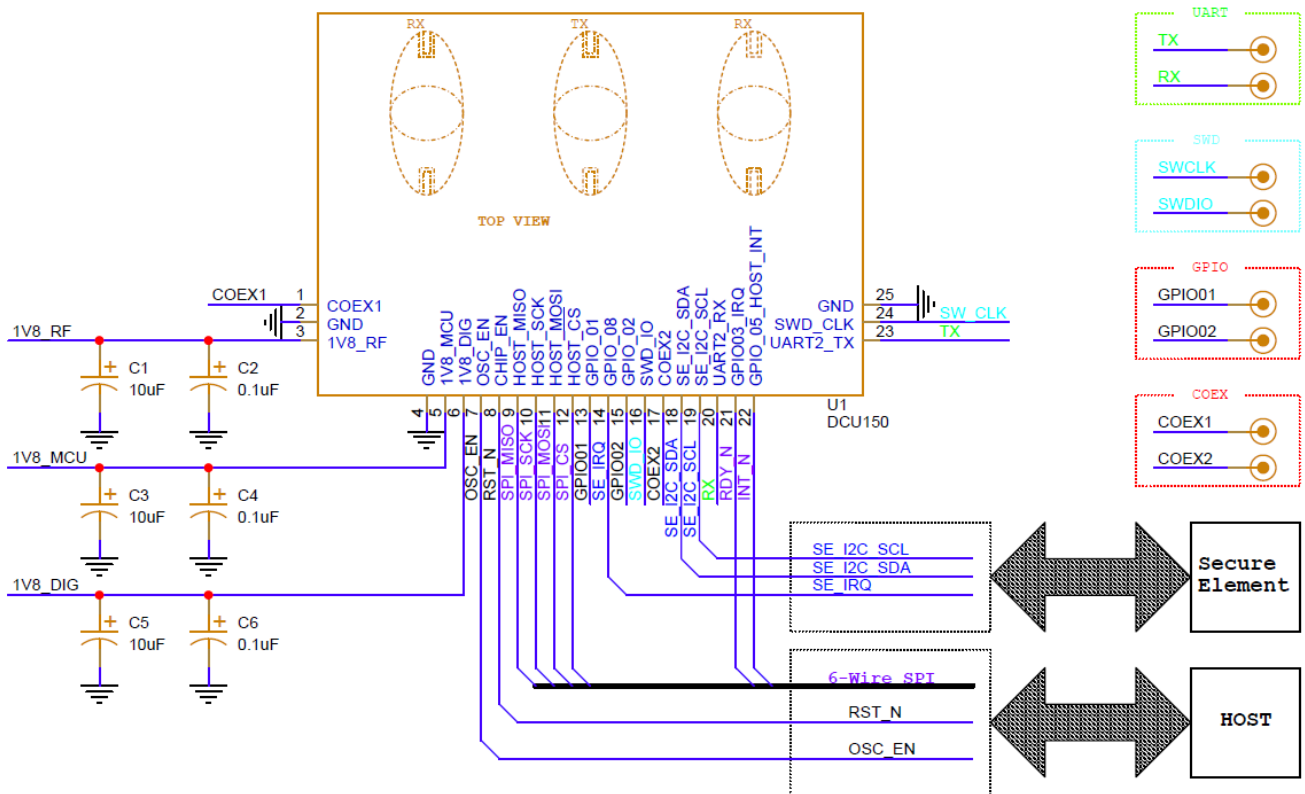 RX
TX
RX
TOP VIEW
COEX1
1
COEX1
2
GND
1V8_RF
3
1V8_RF
C1
10uF
C2
0.1uF
1V8_MCU
C3
10uF
C4
0.1uF
1V8_DIG
C5
10uF
C6
0.1uF
GND
1V8_MCU
1V8_DIG
OSC_EN
CHIP_EN
HOST_MISO
HOST_SCK
HOST_MOSI
HOST_CS
GPIO_01
GPIO_08
GPIO_02
SWD_IO
COEX2
SE_I2C_SDA
SE_I2C_SCL
UART2_RX
GPIO03_IRQ
GPIO_05_HOST_INT
4
5
6
7
8
9
10
11
12
13
14
15
16
17
18
19
20
21
22
OSC_EN
RST_N
SPI_MISO
SPI_SCK
SPI_MOSI
SPI_CS
GPIO01
SE_IRQ
GPIO02
SWD_IO
COEX2
SE_I2C_SDA
SE_I2C_SCL
RX
RDY_N
INT_N
GND
25
SWD_CLK
24
SW_CLK
UART2_TX
23
TX
U1
DCU150
UART
TX
RX
SWD
SWCLK
SWDIO
GPIO
GPIO01
GPIO02
COEX
COEX1
COEX2
SE_I2C_SCL
SE_I2C_SDA
SE_IRQ
Secure
Element
6-Wire SPI
RST_N
OSC_EN
HOST